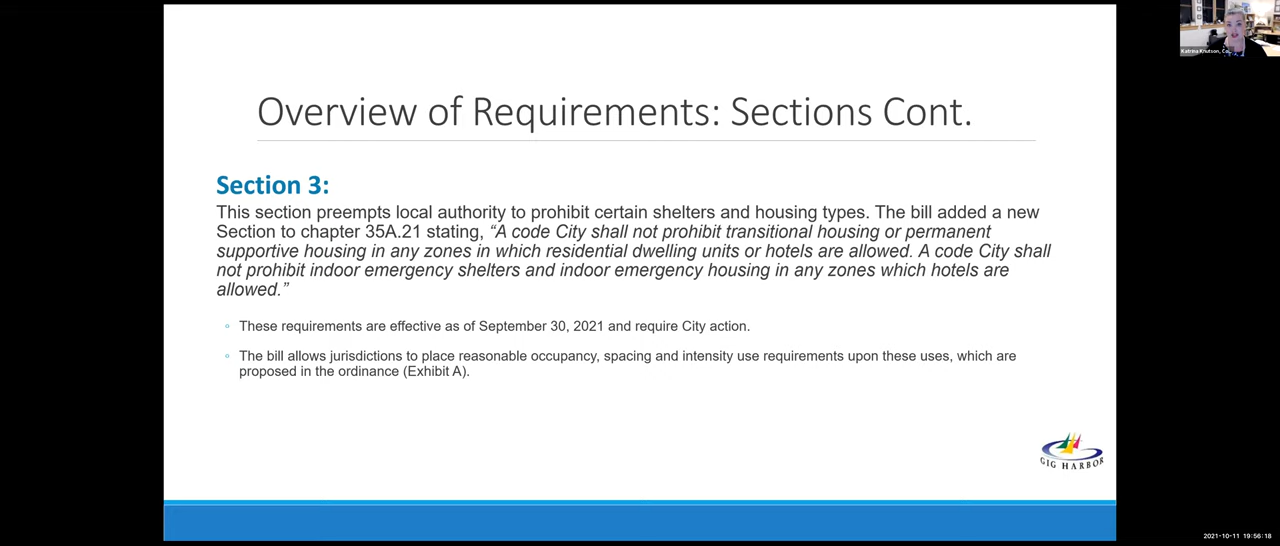 Overview of Requirements: Sections Cont.
Section 3:
This section preempts local authority to prohibit certain shelters and housing types. The bill added a new
Section to chapter 35A.21 stating, “A code City shall not prohibit transitional housing or permanent
supportive housing in any zones in which residential dwelling units or hotels are allowed. A code City shall
not prohibit indoor emergency shelters and indoor emergency housing in any zones which hotels are
allowed.”
◦ These requirements are effective as of September 30, 2021 and require City action.
◦ The bill allows jurisdictions to place reasonable occupancy, spacing and intensity use requirements upon these uses, which are
proposed in the ordinance (Exhibit A).
GIG HARBOR
Katrina Knutson, Co...
2021-10-11 19:56:18